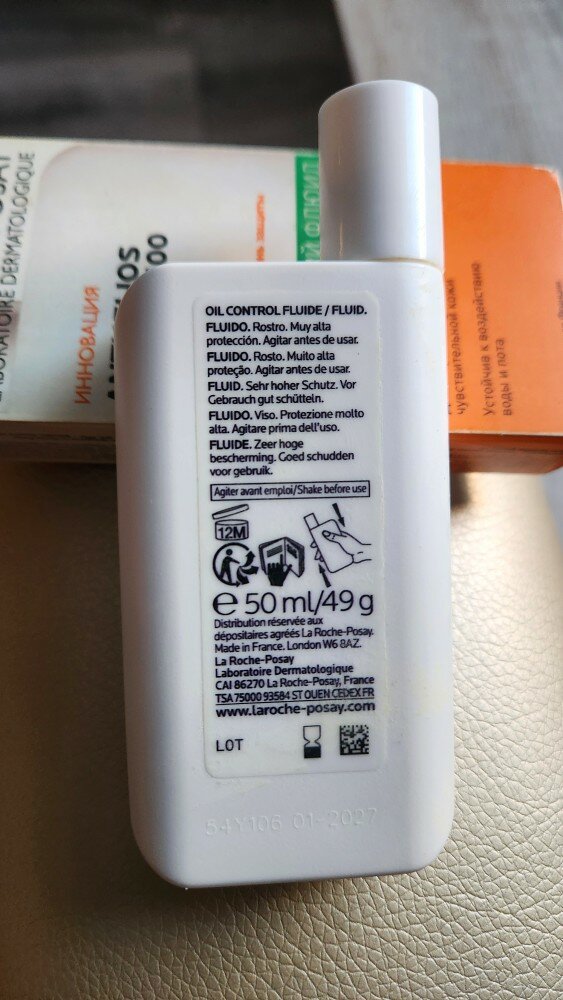 LABORATOIRE DERMATOLOGIQUE
ИННОВАЦИЯ
чувствительной кожи
Устойчив к воздействию
воды и пота
OIL CONTROL FLUIDE / FLUID.
FLUIDO. Rostro. Muy alta
protección. Agitar antes de usar.
FLUIDO. Rosto. Muito alta
proteção. Agitar antes de usar.
FLUID. Sehr hoher Schutz. Vor
Gebrauch gut schütteln.
FLUIDO. Viso. Protezione molto
alta. Agitare prima dell'uso.
FLUIDE. Zeer hoge
bescherming. Goed schudden
voor gebruik.
Agiter avant emploi/Shake before use
12M
e 50 ml/49 g
Distribution réservée aux
dépositaires agréés La Roche-Posay.
Made in France. London W6 8AZ.
La Roche-Posay
Laboratoire Dermatologique
CAI 86270 La Roche-Posay, France
TSA 75000 93584 ST OUEN CEDEX FR
www.laroche-posay.com
LOT
54Y106 01-2027